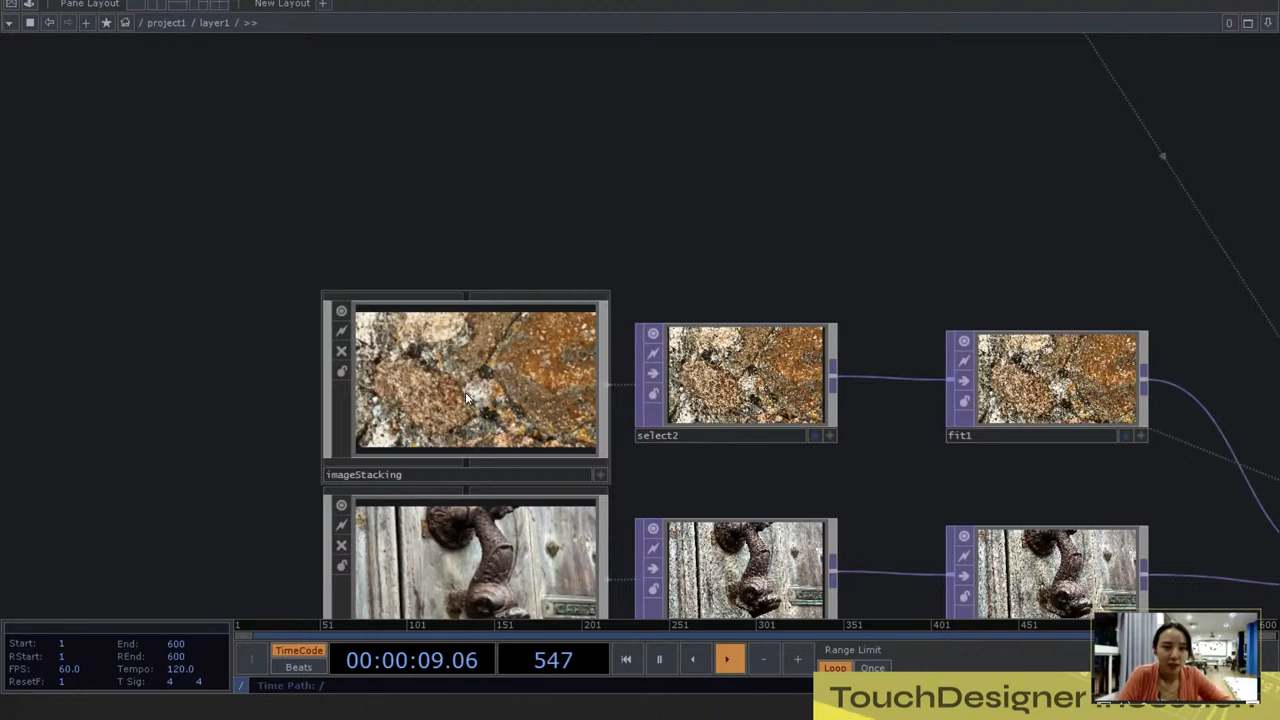 Pane Layout New Layout +
/ project1 / layer1 / >> 0
imageStacking
select2
fit1
1 51 101 151 201 251 301 351 401 451 500
Start: 1 End: 600
RStart: 1 REnd: 600
FPS: 60.0 Tempo: 120.0
ResetF: 1 T Sig: 4 4
TimeCode
Beats
00:00:09.06
547
Range Limit
Loop Once
/ Time Path: /
TouchDesigner